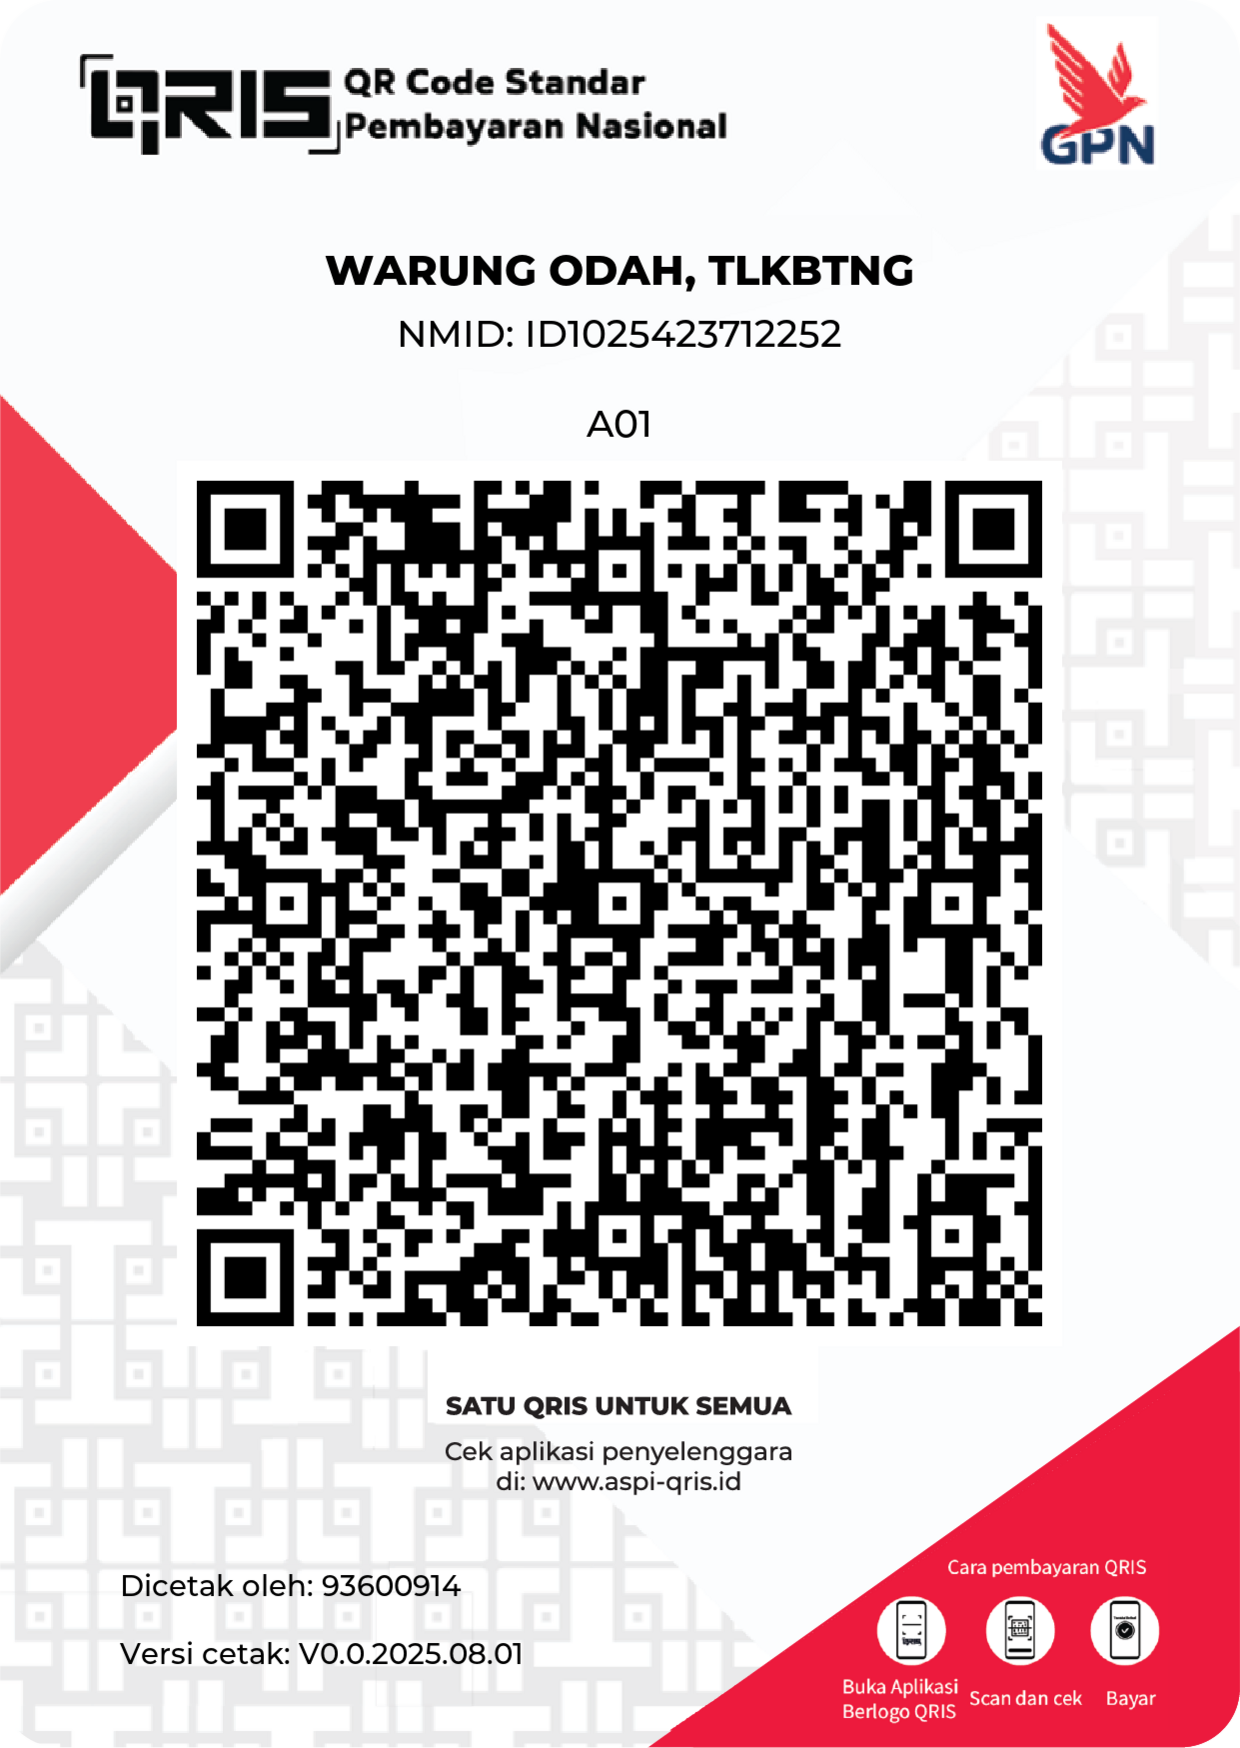 QRIS QR Code Standar
Pembayaran Nasional
GPN
WARUNG ODAH, TLKBTNG
NMID: ID1025423712252
A01
SATU QRIS UNTUK SEMUA
Cek aplikasi penyelenggara
di: www.aspi-qris.id
Dicetak oleh: 93600914
Versi cetak: V0.0.2025.08.01
Cara pembayaran QRIS
Buka Aplikasi
Berlogo QRIS
Scan dan cek
Bayar